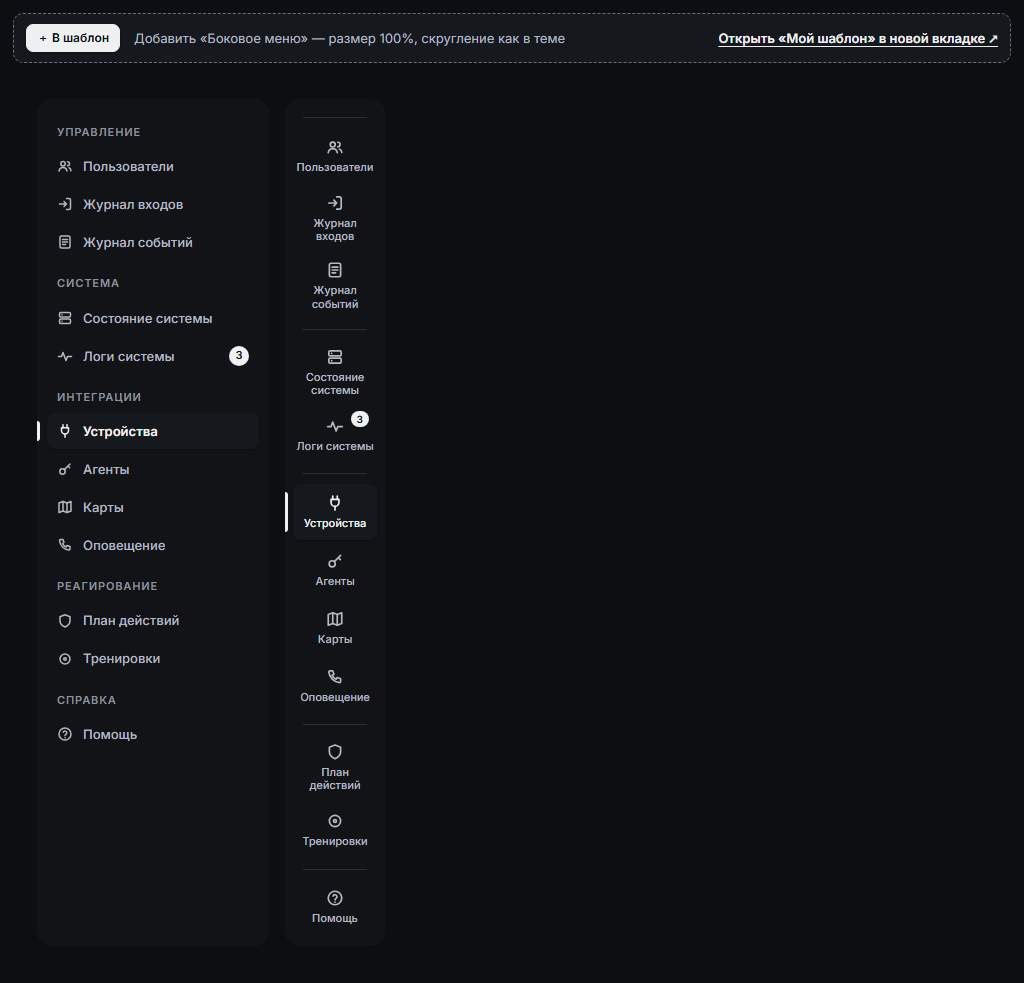 + В шаблон
Добавить «Боковое меню» — размер 100%, скругление как в теме
Открыть «Мой шаблон» в новой вкладке ↗
УПРАВЛЕНИЕ
Пользователи
Журнал входов
Журнал событий
СИСТЕМА
Состояние системы
Логи системы
3
ИНТЕГРАЦИИ
Устройства
Агенты
Карты
Оповещение
РЕАГИРОВАНИЕ
План действий
Тренировки
СПРАВКА
Помощь
Пользователи
Журнал
входов
Журнал
событий
Состояние
системы
3
Логи системы
Устройства
Агенты
Карты
Оповещение
План
действий
Тренировки
Помощь